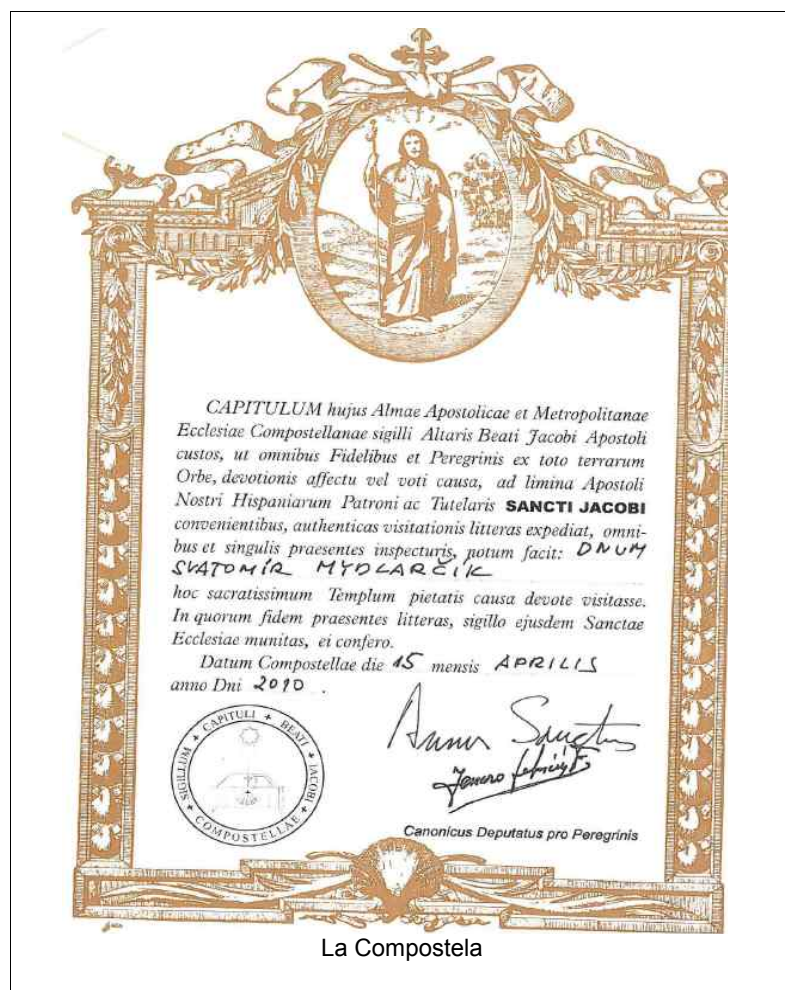 CAPITULUM hujus Almae Apostolicae et Metropolitanae
Ecclesiae Compostellanae sigilli Altaris Beati Jacobi Apostoli
custos, ut omnibus Fidelibus et Peregrinis ex toto terrarum
Orbe, devotionis affectu vel voti causa, ad limina Apostoli
Nostri Hispaniarum Patroni ac Tutelaris SANCTI JACOBI
convenientibus, authenticas visitationis litteras expediat, omni-
bus et singulis praesentes inspecturis, notum facit: DNUM
SVATOMÍR MYDLARČÍK
hoc sacratissimum Templum pietatis causa devote visitasse.
In quorum fidem praesentes litteras, sigillo ejusdem Sanctae
Ecclesiae munitas, ei confero.
Datum Compostellae die 15 mensis APRILIS
anno Dni 2010.
SIGILLUM + CAPITULI + BEATI + IACOBI + COMPOSTELLAE +
Annus Sanctus
Canonicus Deputatus pro Peregrinis
La Compostela